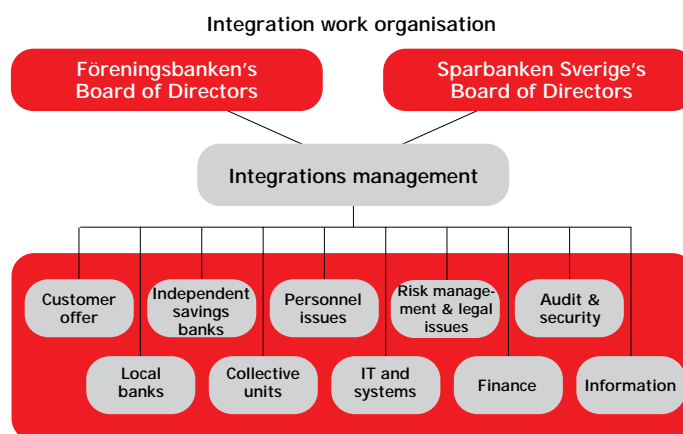 Integration work organisation
Föreningsbanken's
Board of Directors
Sparbanken Sverige's
Board of Directors
Integrations management
Customer
offer
Independent
savings
banks
Personnel
issues
Risk manage-
ment & legal
issues
Audit &
security
Local
banks
Collective
units
IT and
systems
Finance
Information